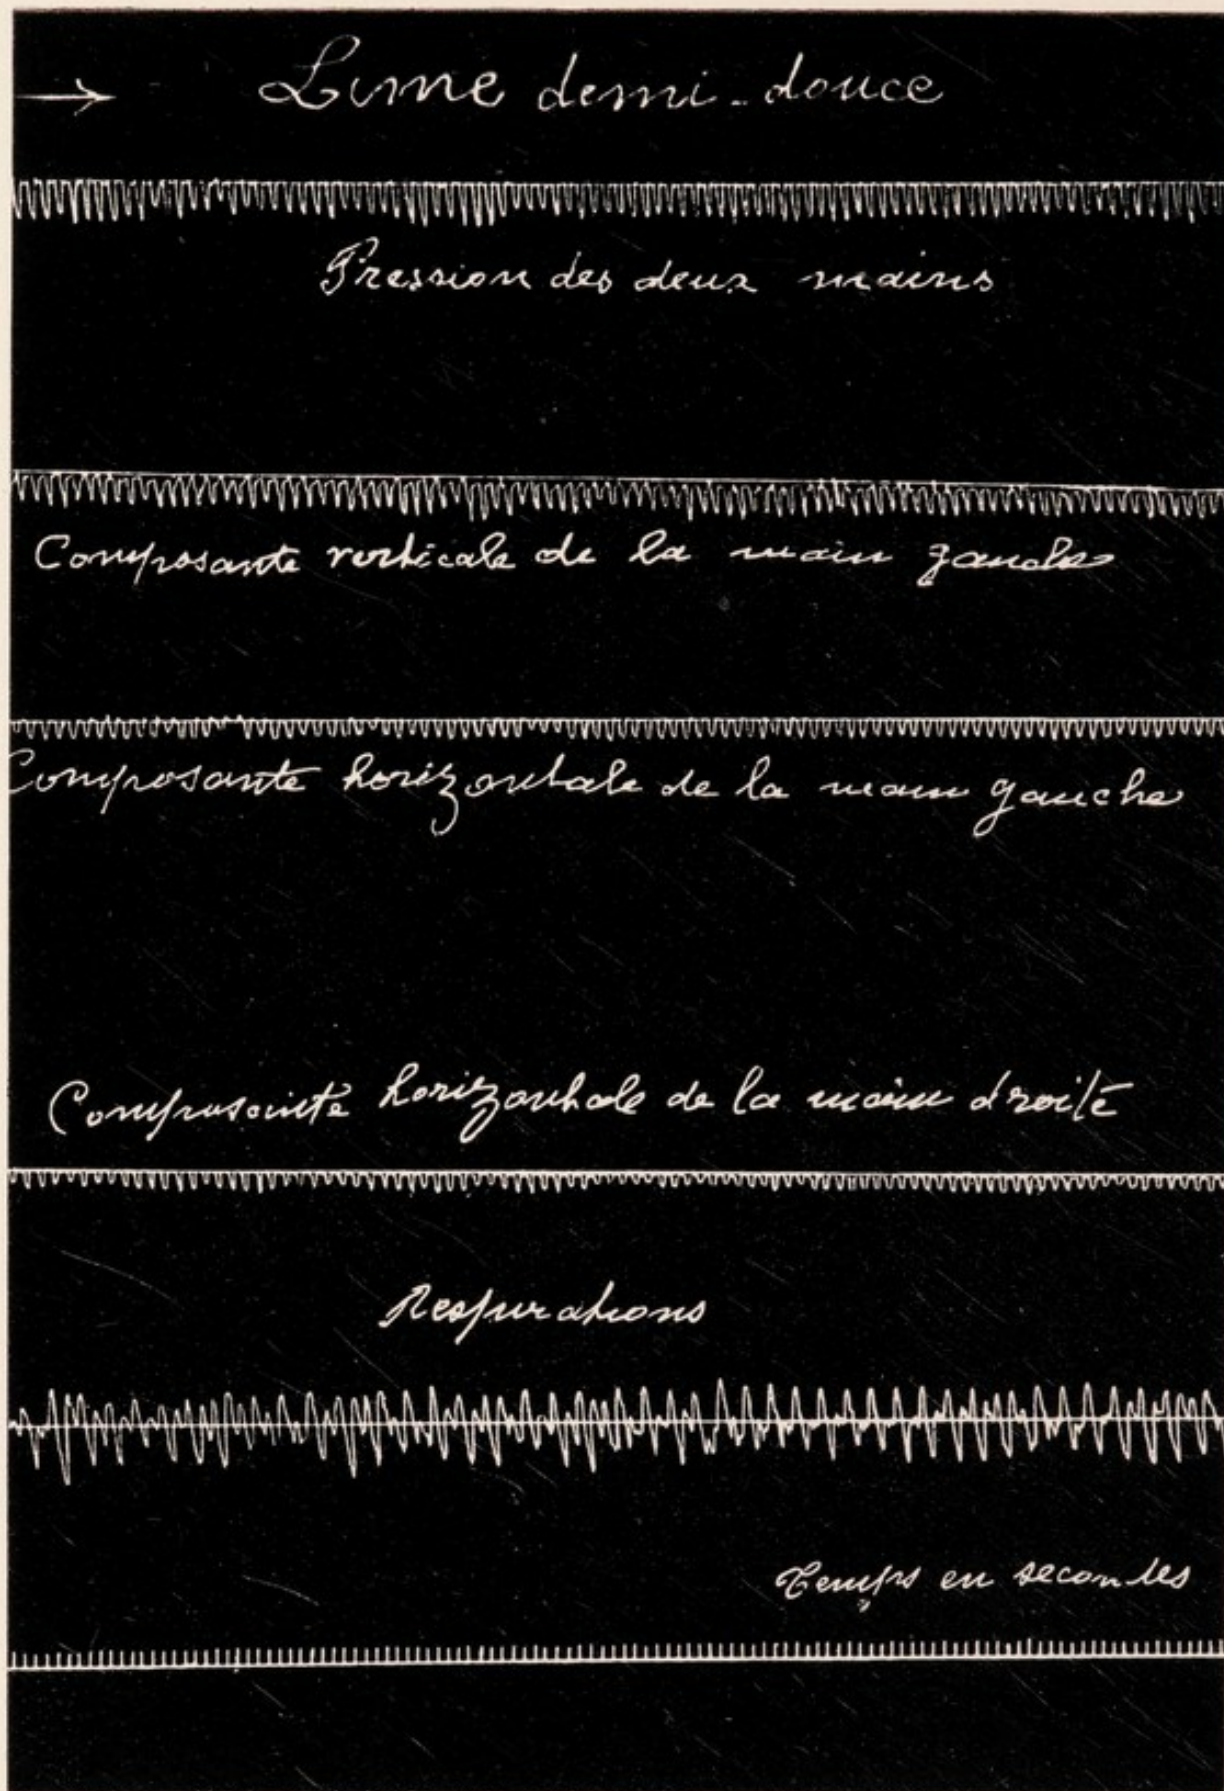 Lime demi-douce
Pression des deux mains
Composante verticale de la main gauche
Composante horizontale de la main gauche
Composante horizontale de la main droite
Respirations
Temps en secondes